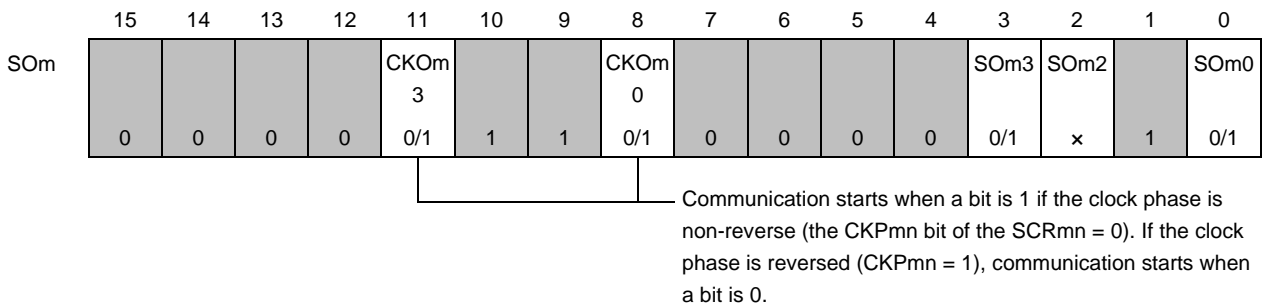 15 14 13 12 11 10 9 8 7 6 5 4 3 2 1 0
SOm CKOm CKOm SOm3 SOm2 SOm0
3 0
0 0 0 0 0/1 1 1 0/1 0 0 0 0 0/1 × 1 0/1
Communication starts when a bit is 1 if the clock phase is
non-reverse (the CKPmn bit of the SCRmn = 0). If the clock
phase is reversed (CKPmn = 1), communication starts when
a bit is 0.